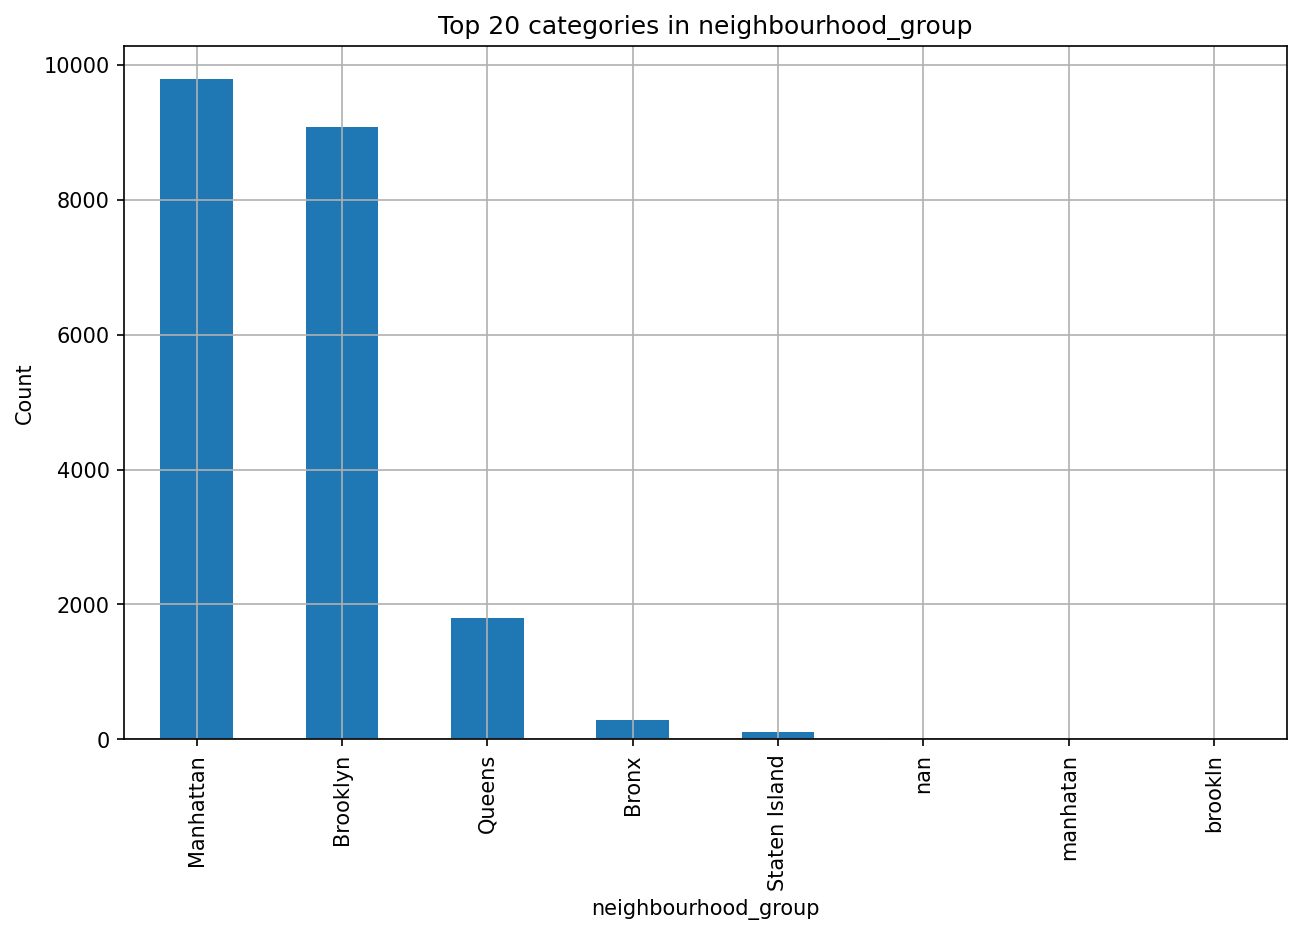 Top 20 categories in neighbourhood_group
10000
8000
6000
4000
2000
0
Count
Manhattan
Brooklyn
Queens
Bronx
Staten Island
nan
manhatan
brookln
neighbourhood_group